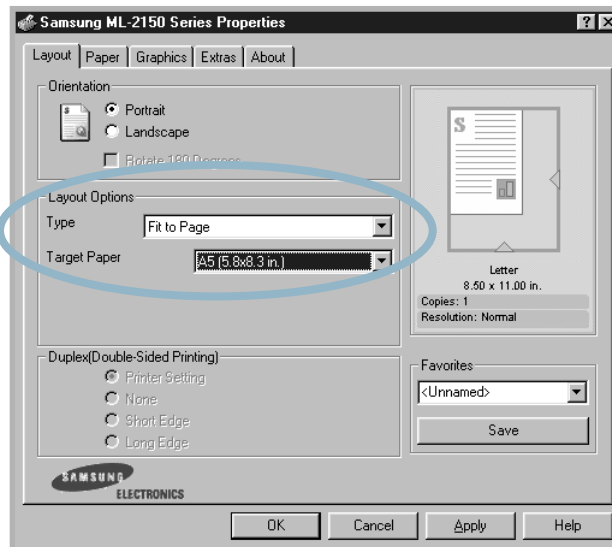 Samsung ML-2150 Series Properties
Layout Paper Graphics Extras About
Orientation
Portrait
Landscape
Rotate 180 Degrees
Layout Options
Type Fit to Page
Target Paper A5 (5.8x8.3 in.)
S
Letter
8.50 x 11.00 in.
Copies: 1
Resolution: Normal
Duplex(Double-Sided Printing)
Printer Setting
None
Short Edge
Long Edge
Favorites
<Unnamed>
Save
SAMSUNG
ELECTRONICS
OK Cancel Apply Help